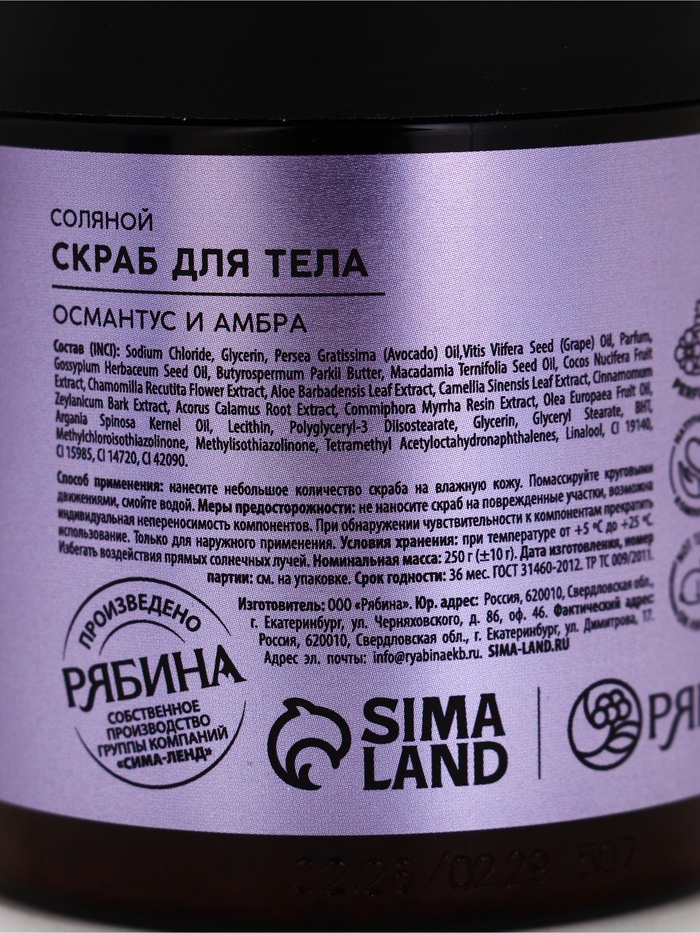 СОЛЯНОЙ
СКРАБ ДЛЯ ТЕЛА
ОСМАНТУС И АМБРА
Состав (INCI): Sodium Chloride, Glycerin, Persea Gratissima (Avocado) Oil,Vitis Viifera Seed (Grape) Oil, Parfum,
Gossypium Herbaceum Seed Oil, Butyrospermum Parkii Butter, Macadamia Ternifolia Seed Oil, Cocos Nucifera Fruit
Extract, Chamomilla Recutita Flower Extract, Aloe Barbadensis Leaf Extract, Camellia Sinensis Leaf Extract, Cinnamomum
Zeylanicum Bark Extract, Acorus Calamus Root Extract, Commiphora Myrrha Resin Extract, Olea Europaea Fruit Oil,
Argania Spinosa Kernel Oil, Lecithin, Polyglyceryl-3 Diisostearate, Glycerin, Glyceryl Stearate, BHT,
Methylchloroisothiazolinone, Methylisothiazolinone, Tetramethyl Acetyloctahydronaphthalenes, Linalool, CI 19140,
CI 15985, CI 14720, CI 42090.
Способ применения: нанесите небольшое количество скраба на влажную кожу. Помассируйте круговыми
движениями, смойте водой. Меры предосторожности: не наносите скраб на поврежденные участки, возможна
индивидуальная непереносимость компонентов. При обнаружении чувствительности к компонентам прекратить
использование. Только для наружного применения. Условия хранения: при температуре от +5 °С до +25 °С.
Избегать воздействия прямых солнечных лучей. Номинальная масса: 250 г (±10 г). Дата изготовления, номер
партии: см. на упаковке. Срок годности: 36 мес. ГОСТ 31460-2012. ТР ТС 009/2011.
Изготовитель: ООО «Рябина». Юр. адрес: Россия, 620010, Свердловская обл.,
г. Екатеринбург, ул. Черняховского, д. 86, оф. 46. Фактический адрес:
Россия, 620010, Свердловская обл., г. Екатеринбург, ул. Димитрова, 17.
Адрес эл. почты: info@ryabinaekb.ru. SIMA-LAND.RU
ПРОИЗВЕДЕНО
РЯБИНА
СОБСТВЕННОЕ
ПРОИЗВОДСТВО
ГРУППЫ КОМПАНИЙ
«СИМА-ЛЕНД»
SIMA
LAND
РЯБ
02.26 /02.29 507